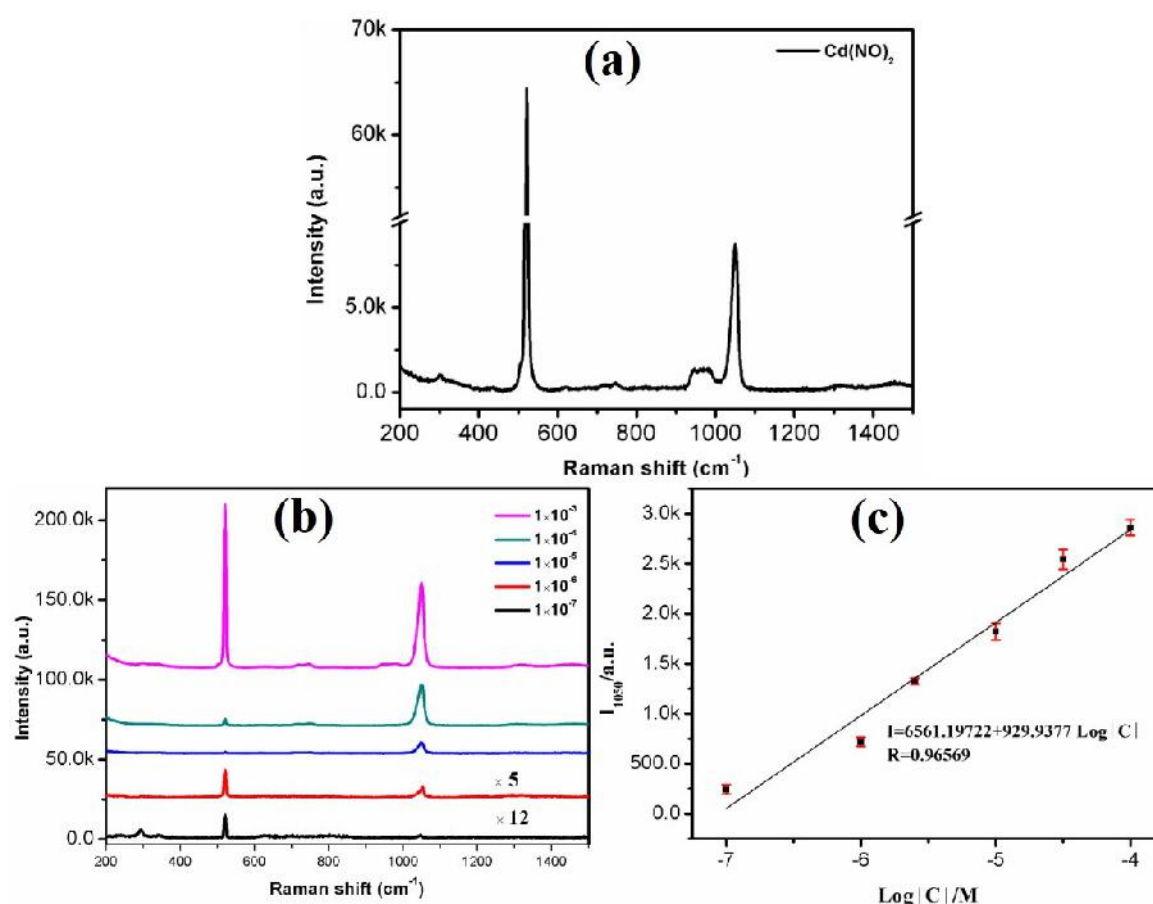 (a)
Cd(NO)₂
70k
60k
5.0k
0.0
Intensity (a.u.)
200 400 600 800 1000 1200 1400
Raman shift (cm⁻¹)
(b)
1×10⁻³
1×10⁻⁴
1×10⁻⁵
1×10⁻⁶
1×10⁻⁷
200.0k
150.0k
100.0k
50.0k
0.0
Intensity (a.u.)
× 5
× 12
200 400 600 800 1000 1200 1400
Raman shift (cm⁻¹)
(c)
3.0k
2.5k
2.0k
1.5k
1.0k
500.0
0.0
I₁₀₅₀/a.u.
I=6561.19722+929.9377 Log|C|
R=0.96569
-7 -6 -5 -4
Log|C|/M